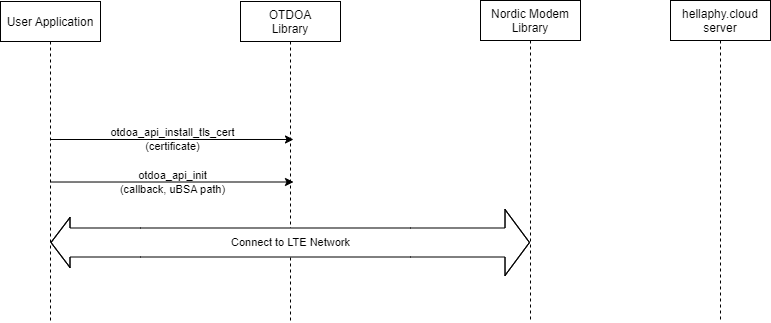 User Application
OTDOA
Library
Nordic Modem
Library
hellaphy.cloud
server
otdoa_api_install_tls_cert
(certificate)
otdoa_api_init
(callback, uBSA path)
Connect to LTE Network